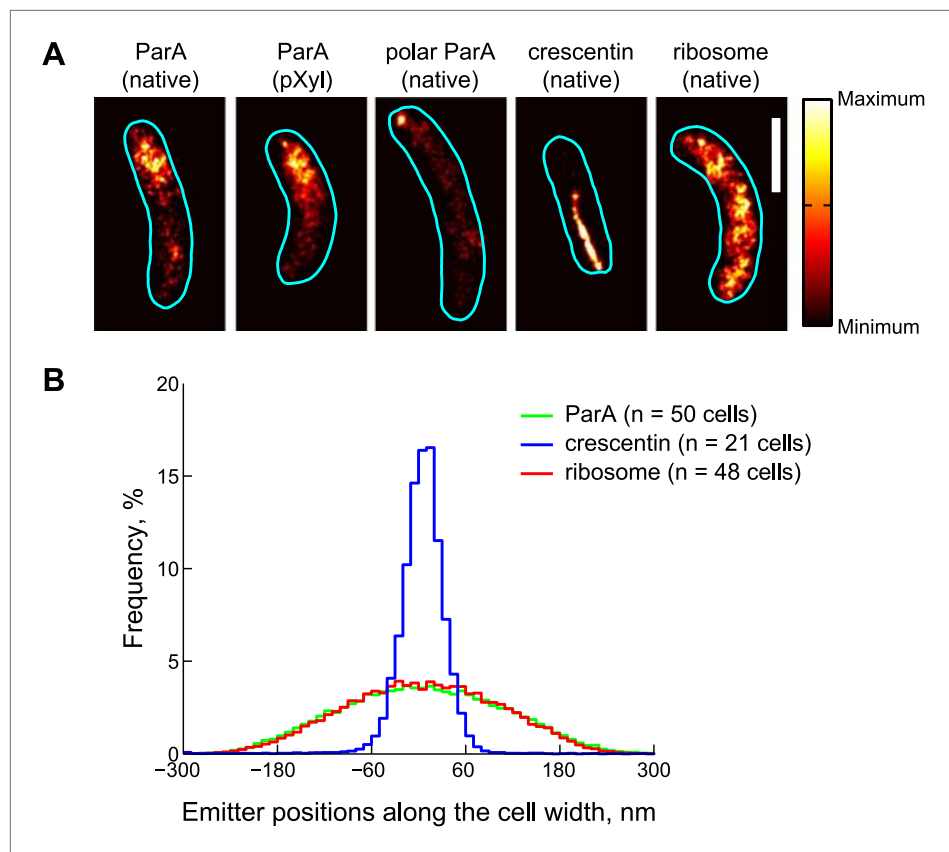 A
ParA
(native)
ParA
(pXyl)
polar ParA
(native)
crescentin
(native)
ribosome
(native)
Maximum
Minimum
B
20
15
10
5
0
Frequency, %
ParA (n = 50 cells)
crescentin (n = 21 cells)
ribosome (n = 48 cells)
−300
−180
−60
60
180
300
Emitter positions along the cell width, nm